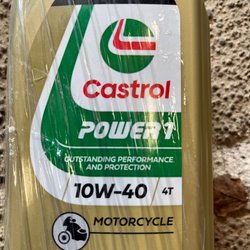 Castrol
POWER1
OUTSTANDING PERFORMANCE
AND PROTECTION
10W-40 4T
MOTORCYCLE